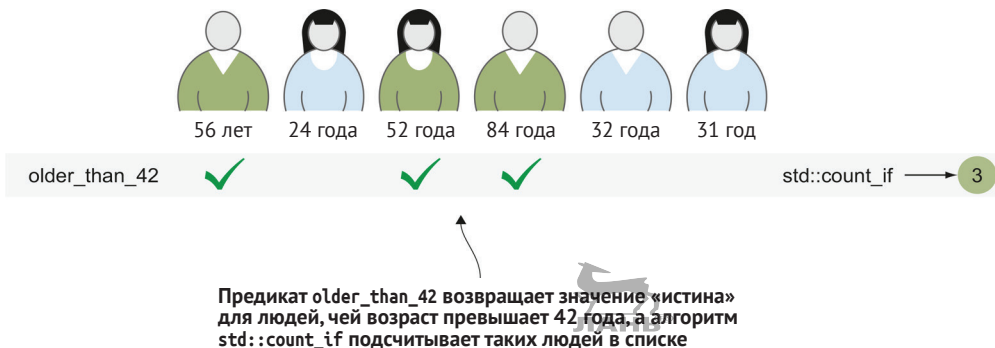 56 лет 24 года 52 года 84 года 32 года 31 год
older_than_42 std::count_if 3
Предикат older_than_42 возвращает значение «истина»
для людей, чей возраст превышает 42 года, а алгоритм
ЛАНЬ
std::count_if подсчитывает таких людей в списке